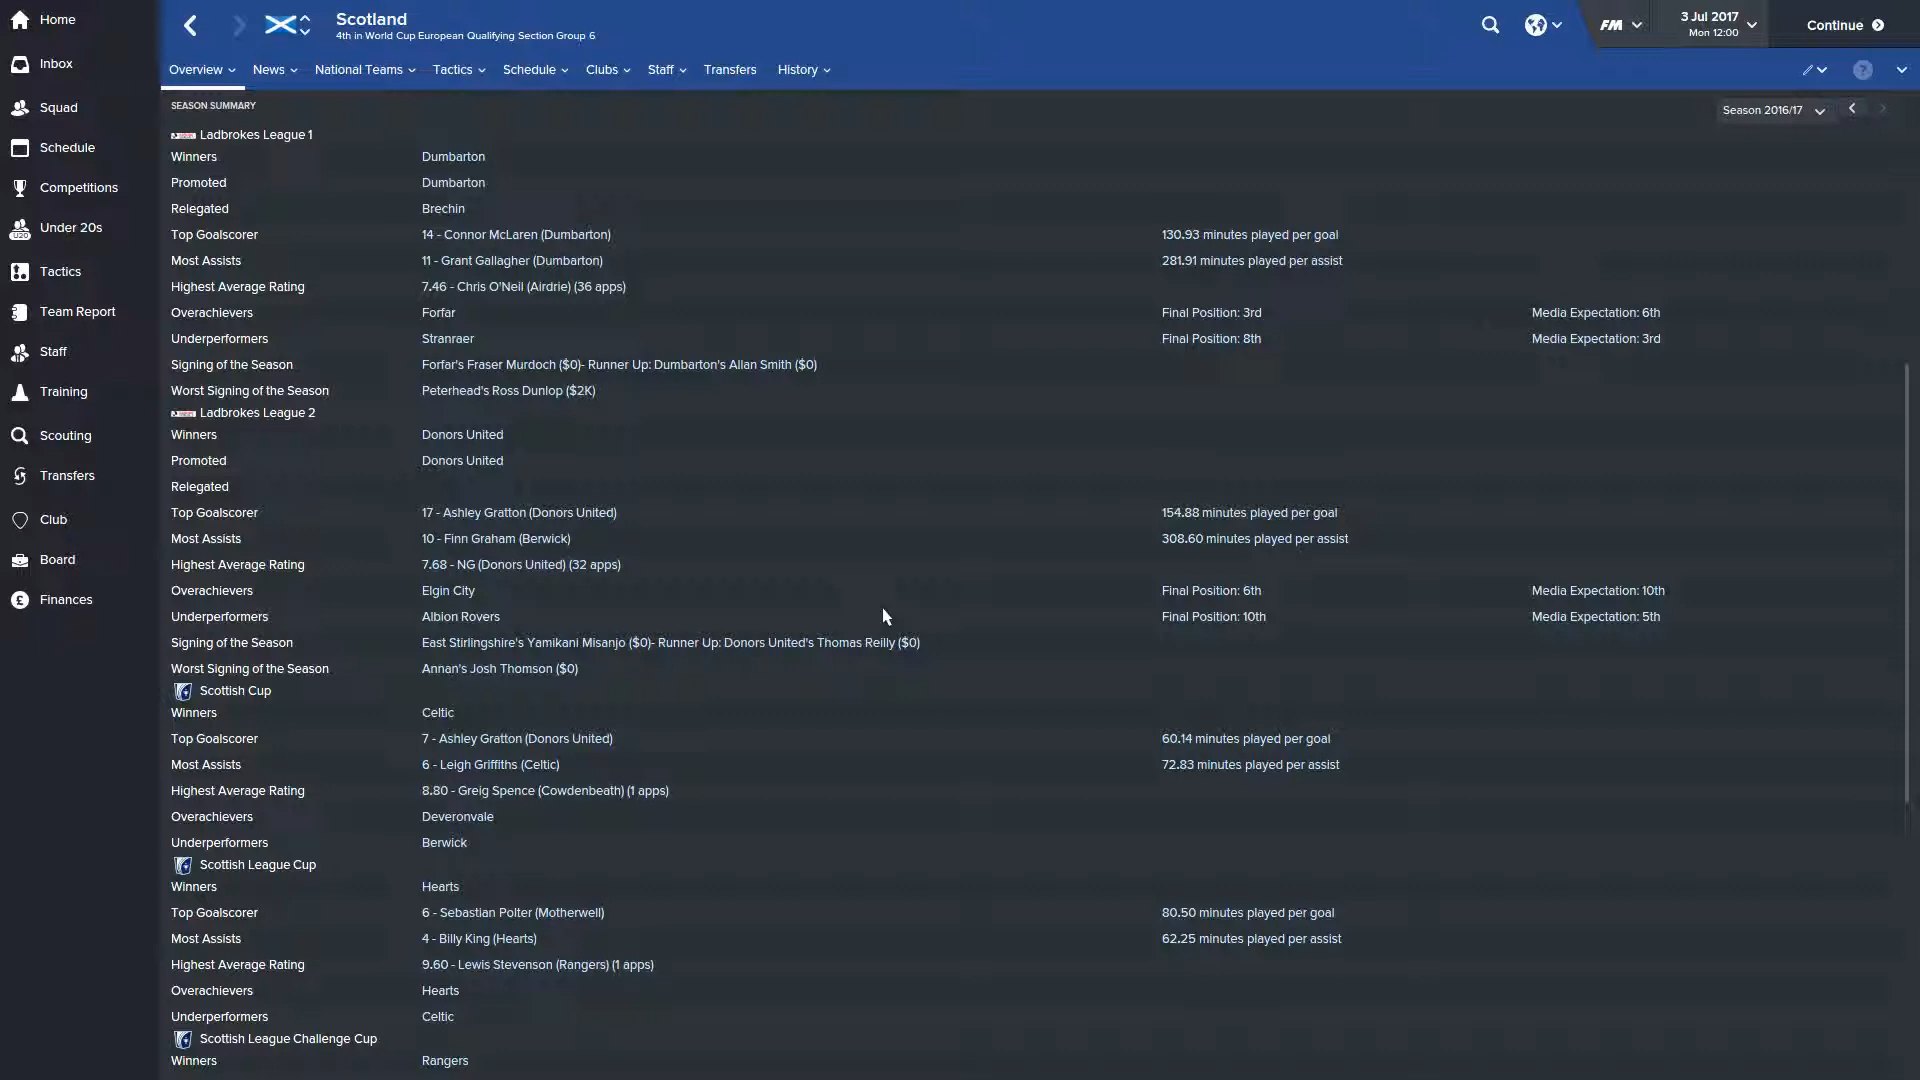 Home
Inbox
Squad
Schedule
Competitions
Under 20s
Tactics
Team Report
Staff
Training
Scouting
Transfers
Club
Board
Finances
Scotland
4th in World Cup European Qualifying Section Group 6
FM
3 Jul 2017
Mon 12:00
Continue
Overview News National Teams Tactics Schedule Clubs Staff Transfers History
SEASON SUMMARY
Season 2016/17
Ladbrokes League 1
Winners Dumbarton
Promoted Dumbarton
Relegated Brechin
Top Goalscorer 14 - Connor McLaren (Dumbarton) 130.93 minutes played per goal
Most Assists 11 - Grant Gallagher (Dumbarton) 281.91 minutes played per assist
Highest Average Rating 7.46 - Chris O'Neil (Airdrie) (36 apps)
Overachievers Forfar Final Position: 3rd Media Expectation: 6th
Underperformers Stranraer Final Position: 8th Media Expectation: 3rd
Signing of the Season Forfar's Fraser Murdoch ($0)- Runner Up: Dumbarton's Allan Smith ($0)
Worst Signing of the Season Peterhead's Ross Dunlop ($2K)
Ladbrokes League 2
Winners Donors United
Promoted Donors United
Relegated
Top Goalscorer 17 - Ashley Gratton (Donors United) 154.88 minutes played per goal
Most Assists 10 - Finn Graham (Berwick) 308.60 minutes played per assist
Highest Average Rating 7.68 - NG (Donors United) (32 apps)
Overachievers Elgin City Final Position: 6th Media Expectation: 10th
Underperformers Albion Rovers Final Position: 10th Media Expectation: 5th
Signing of the Season East Stirlingshire's Yamikani Misanjo ($0)- Runner Up: Donors United's Thomas Reilly ($0)
Worst Signing of the Season Annan's Josh Thomson ($0)
Scottish Cup
Winners Celtic
Top Goalscorer 7 - Ashley Gratton (Donors United) 60.14 minutes played per goal
Most Assists 6 - Leigh Griffiths (Celtic) 72.83 minutes played per assist
Highest Average Rating 8.80 - Greig Spence (Cowdenbeath) (1 apps)
Overachievers Deveronvale
Underperformers Berwick
Scottish League Cup
Winners Hearts
Top Goalscorer 6 - Sebastian Polter (Motherwell) 80.50 minutes played per goal
Most Assists 4 - Billy King (Hearts) 62.25 minutes played per assist
Highest Average Rating 9.60 - Lewis Stevenson (Rangers) (1 apps)
Overachievers Hearts
Underperformers Celtic
Scottish League Challenge Cup
Winners Rangers